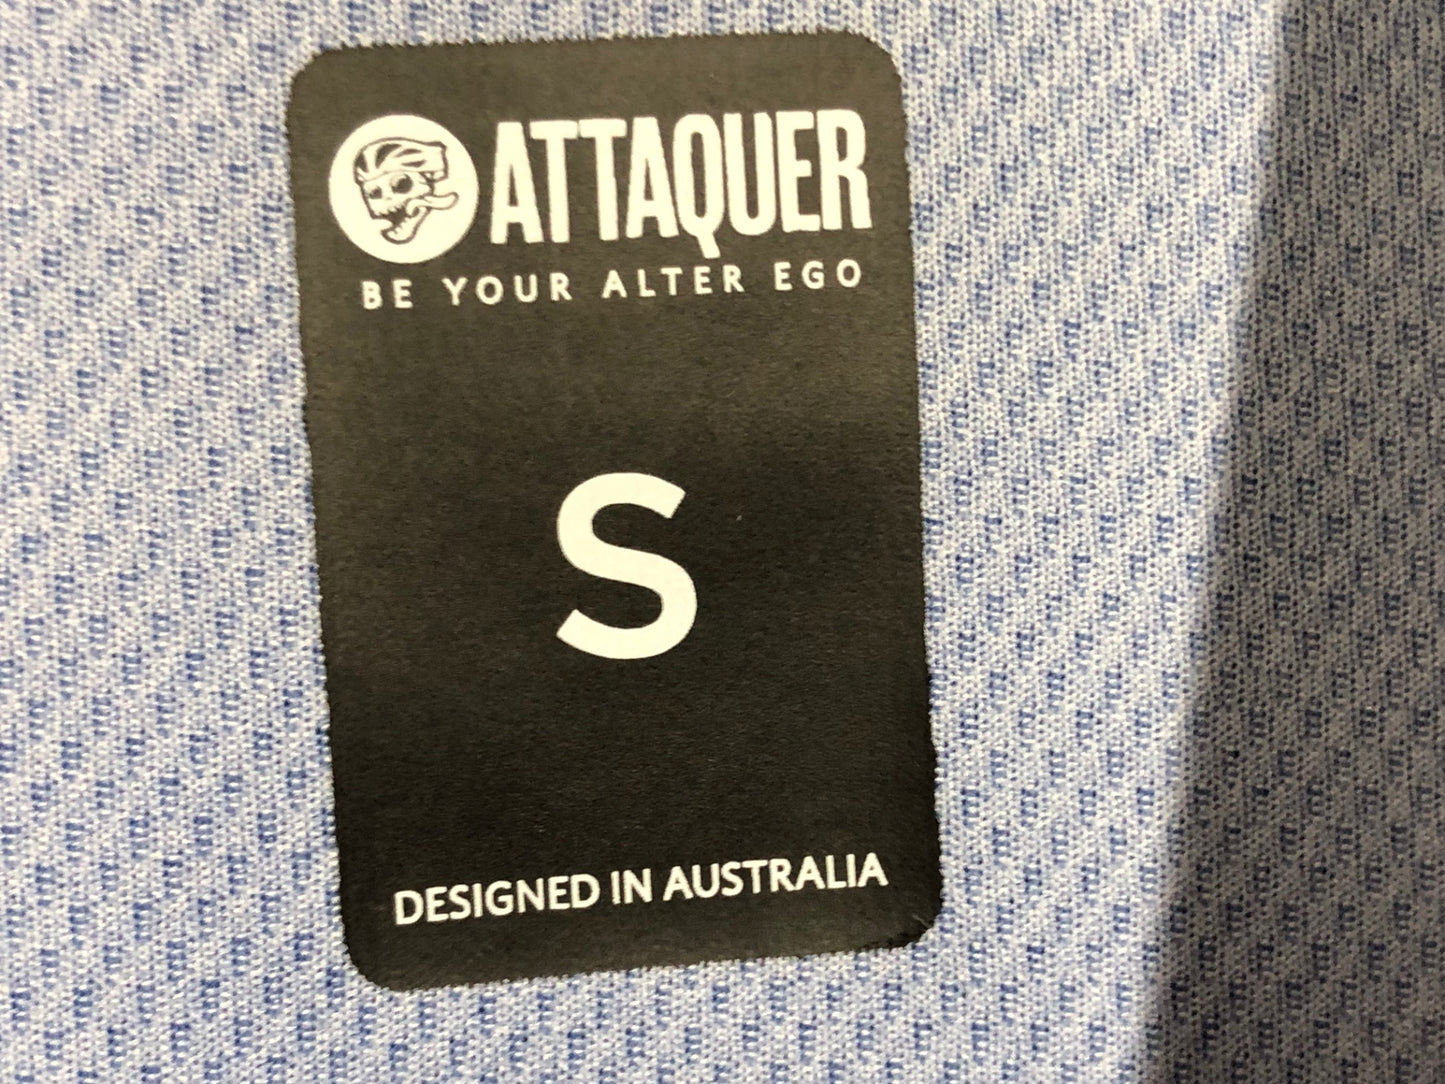 ATTAQUER
BE YOUR ALTER EGO
S
DESIGNED IN AUSTRALIA